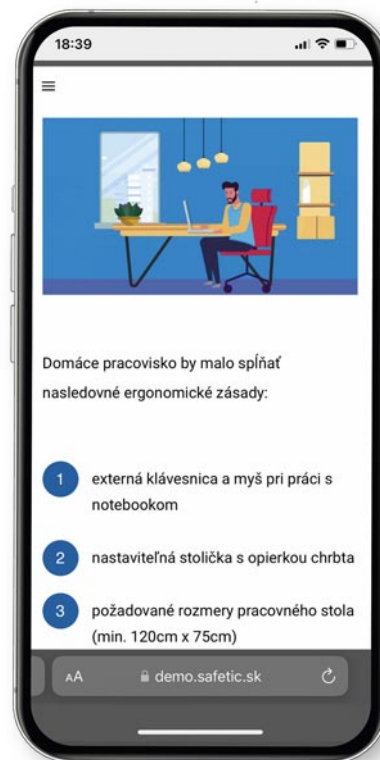 18:39
Domáce pracovisko by malo spĺňať
nasledovné ergonomické zásady:
1 externá klávesnica a myš pri práci s
notebookom
2 nastaviteľná stolička s opierkou chrbta
3 požadované rozmery pracovného stola
(min. 120cm x 75cm)
AA demo.safetic.sk